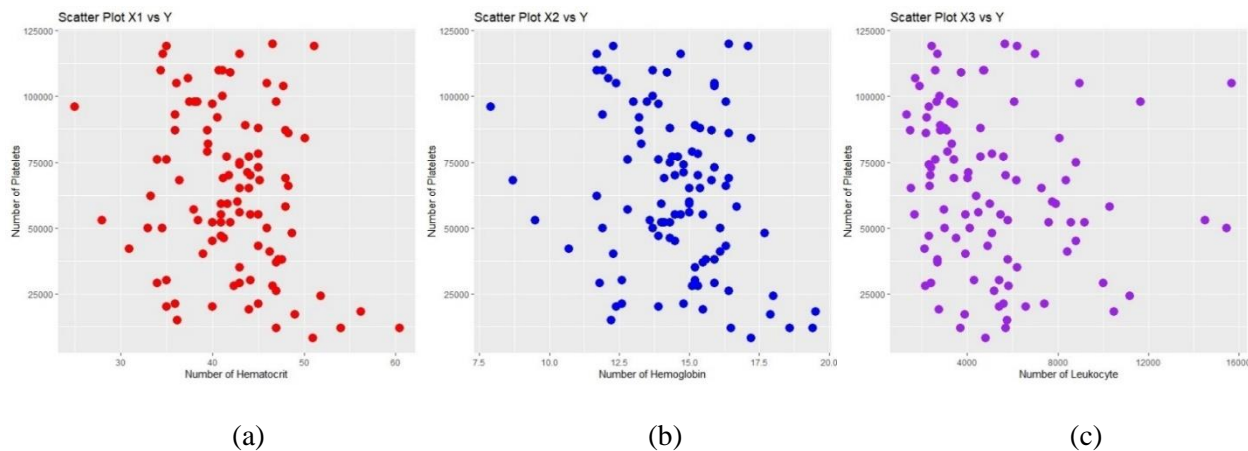 Scatter Plot X1 vs Y
Number of Platelets
125000
100000
75000
50000
25000
30
40
50
60
Number of Hematocrit
(a)
Scatter Plot X2 vs Y
Number of Platelets
125000
100000
75000
50000
25000
7.5
10.0
12.5
15.0
17.5
20.0
Number of Hemoglobin
(b)
Scatter Plot X3 vs Y
Number of Platelets
125000
100000
75000
50000
25000
4000
8000
12000
16000
Number of Leukocyte
(c)